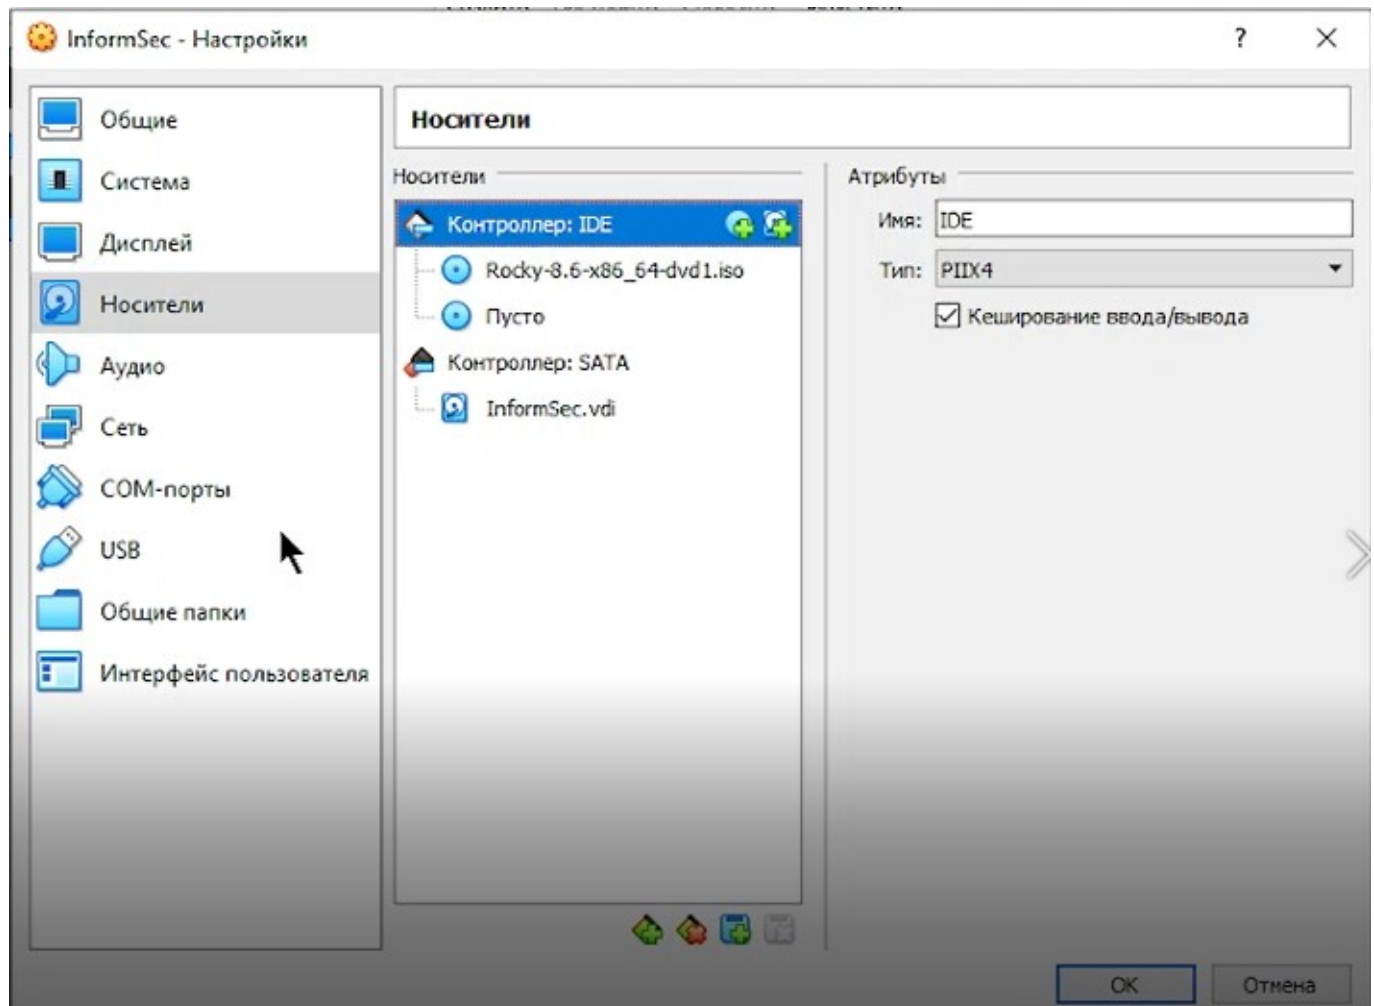 InformSec - Настройки
?
Общие
Система
Дисплей
Носители
Аудио
Сеть
COM-порты
USB
Общие папки
Интерфейс пользователя
Носители
Носители
Контроллер: IDE
Rocky-8.6-x86_64-dvd1.iso
Пусто
Контроллер: SATA
InformSec.vdi
Атрибуты
Имя: IDE
Тип: PIIX4
Кеширование ввода/вывода
OK
Отмена